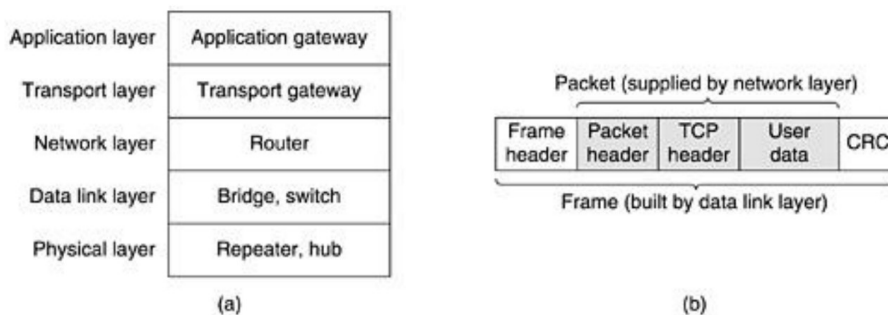 Application layer Application gateway
Transport layer Transport gateway
Network layer Router
Data link layer Bridge, switch
Physical layer Repeater, hub
(a)
Packet (supplied by network layer)
Frame header Packet header TCP header User data CRC
Frame (built by data link layer)
(b)